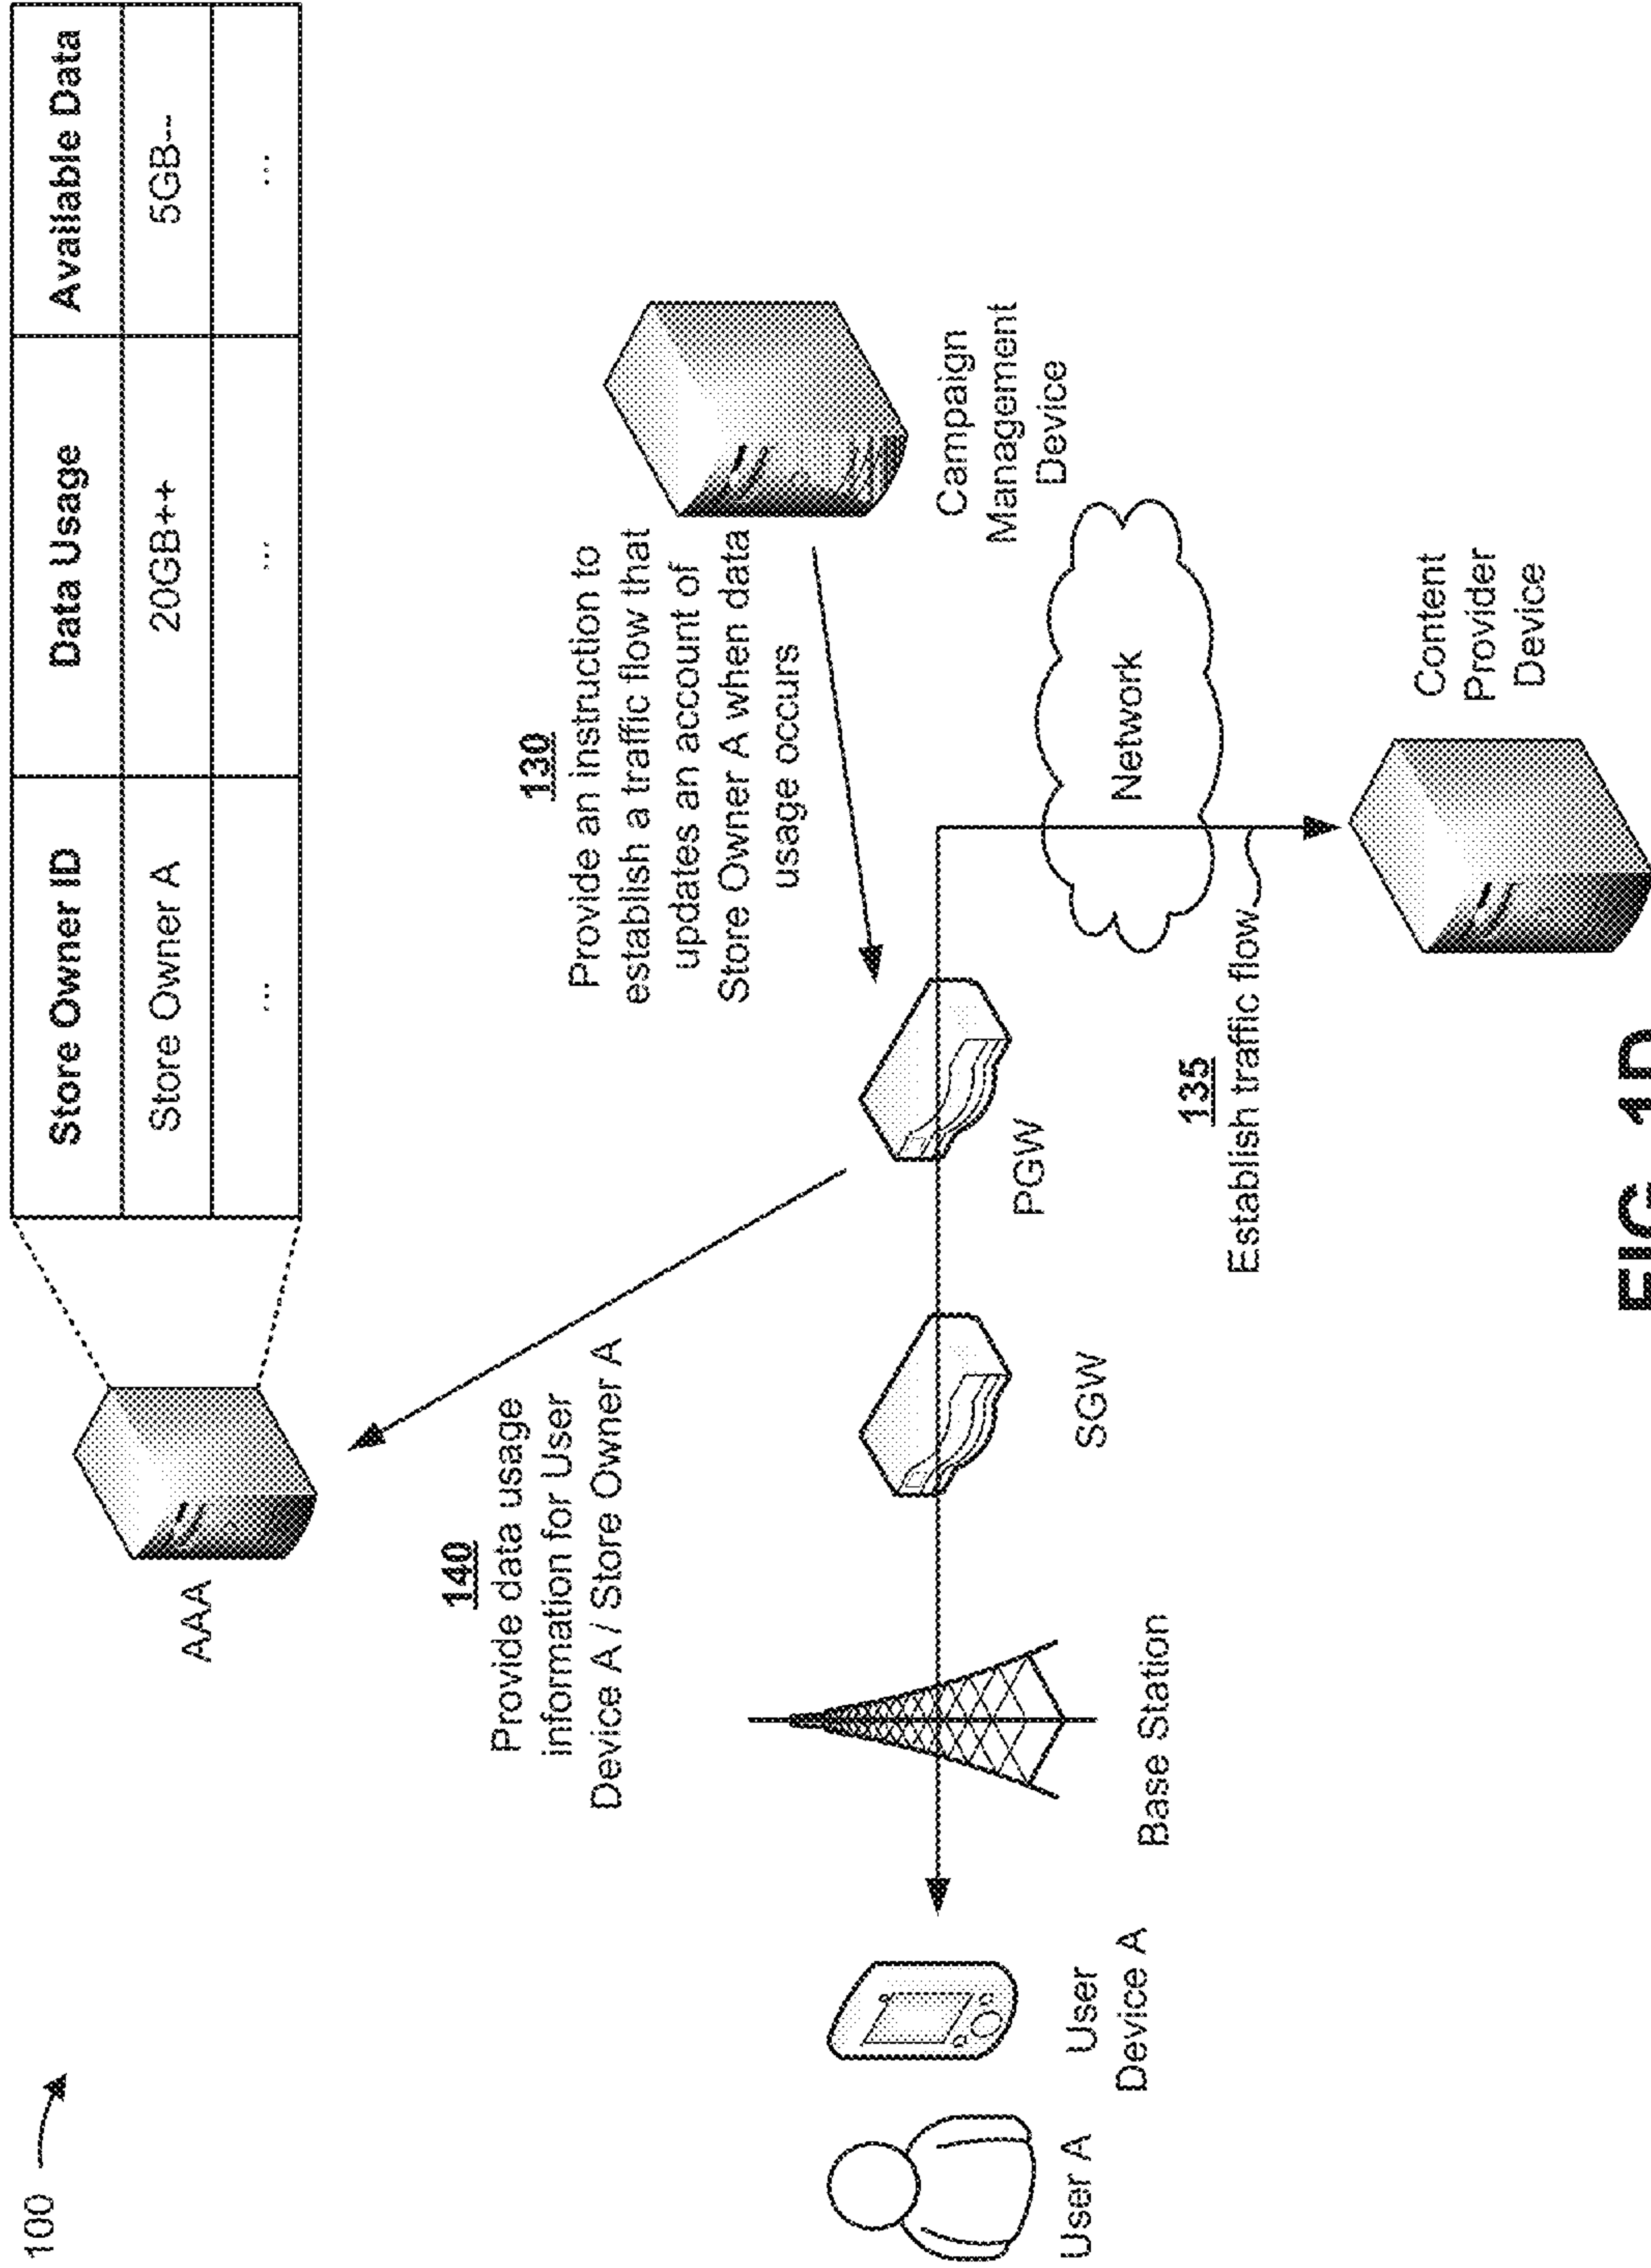 100
Store Owner ID Data Usage Available Data
Store Owner A 20GB++ 5GB--
... ... ...
AAA
130
Provide an instruction to
establish a traffic flow that
updates an account of
Store Owner A when data
usage occurs
Campaign
Management
Device
140
Provide data usage
information for User
Device A / Store Owner A
Network
135
Establish traffic flow
Content
Provider
Device
User A
User
Device A
Base Station
SGW
PGW
FIG. 1D